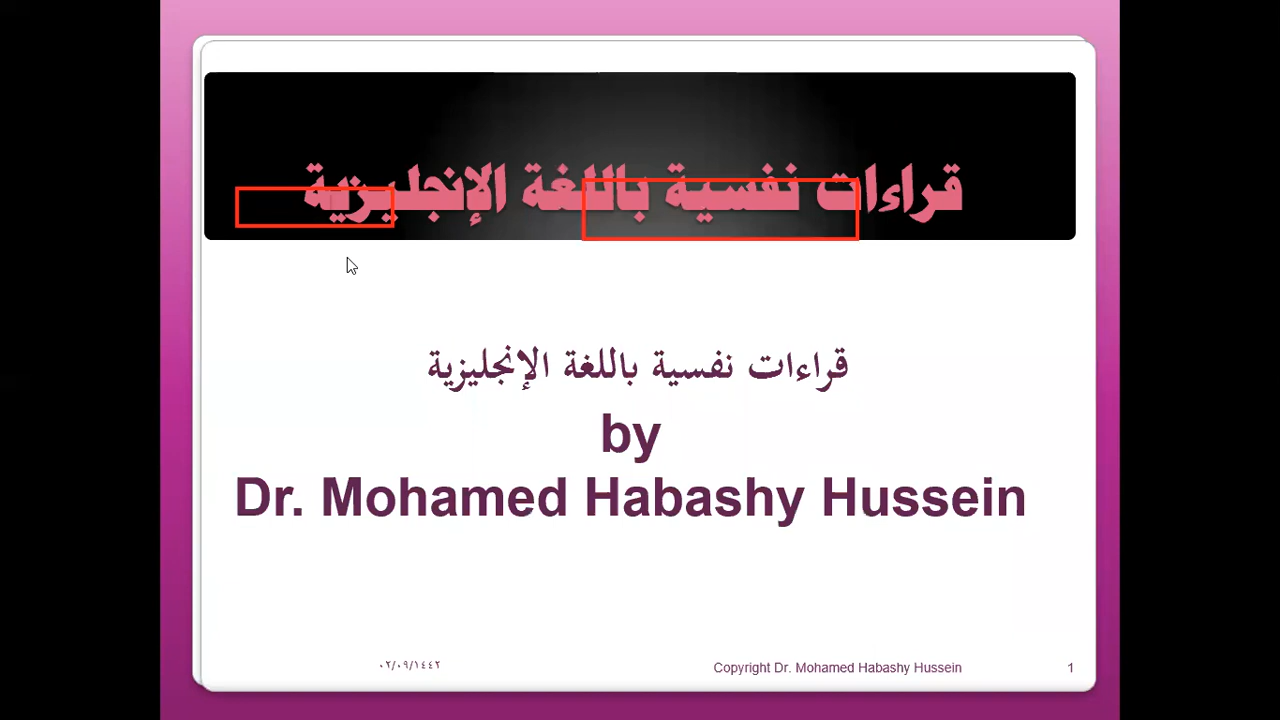 قراءات نفسية باللغة الإنجليزية
قراءات نفسية باللغة الإنجليزية
by
Dr. Mohamed Habashy Hussein
٠٢/٠٩/١٤٤٢
Copyright Dr. Mohamed Habashy Hussein
1